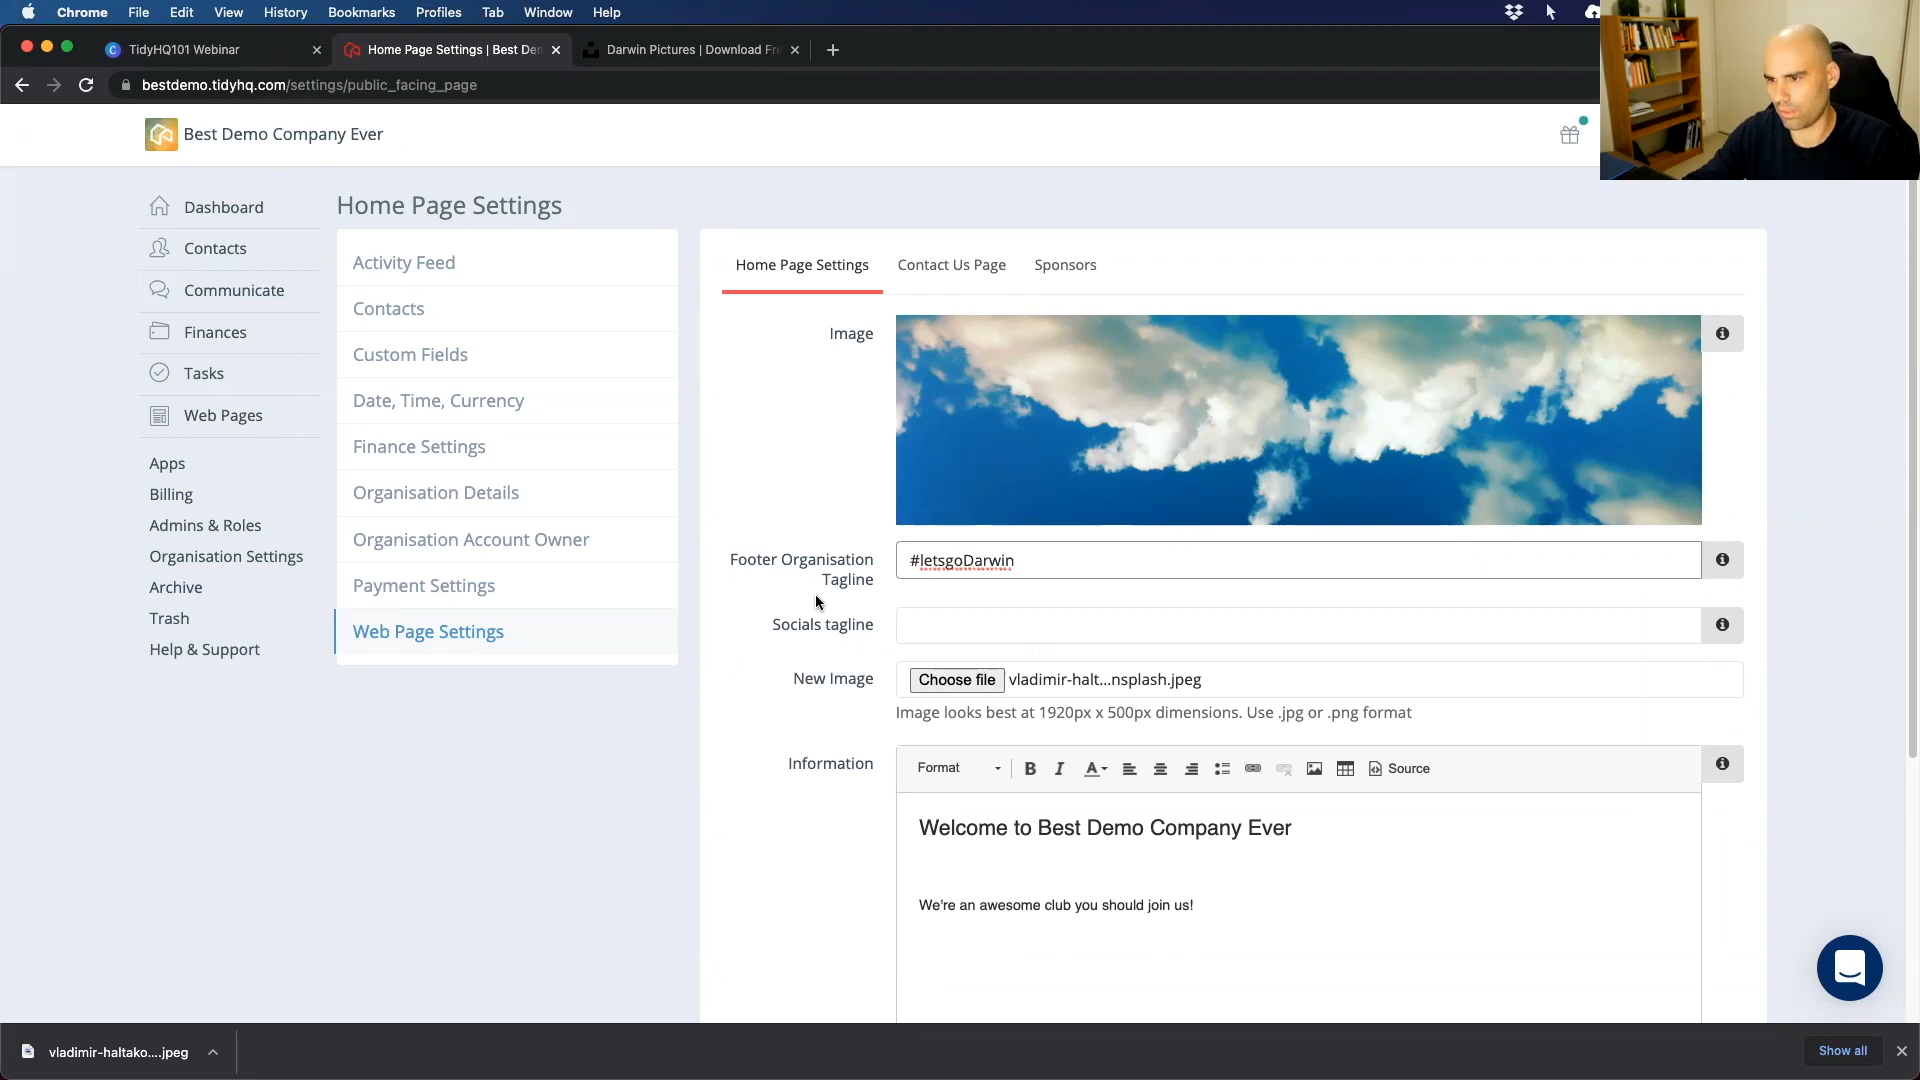 Chrome File Edit View History Bookmarks Profiles Tab Window Help
TidyHQ101 Webinar
Home Page Settings | Best De
Darwin Pictures | Download Fr
bestdemo.tidyhq.com/settings/public_facing_page
Best Demo Company Ever
Dashboard
Contacts
Communicate
Finances
Tasks
Web Pages
Apps
Billing
Admins & Roles
Organisation Settings
Archive
Trash
Help & Support
Home Page Settings
Activity Feed
Contacts
Custom Fields
Date, Time, Currency
Finance Settings
Organisation Details
Organisation Account Owner
Payment Settings
Web Page Settings
Home Page Settings Contact Us Page Sponsors
Image
Footer Organisation
Tagline
#letsgoDarwin
Socials tagline
New Image
Choose file vladimir-halt...nsplash.jpeg
Image looks best at 1920px x 500px dimensions. Use .jpg or .png format
Information
Format B I A Source
Welcome to Best Demo Company Ever
We're an awesome club you should join us!
vladimir-haltako....jpeg
Show all